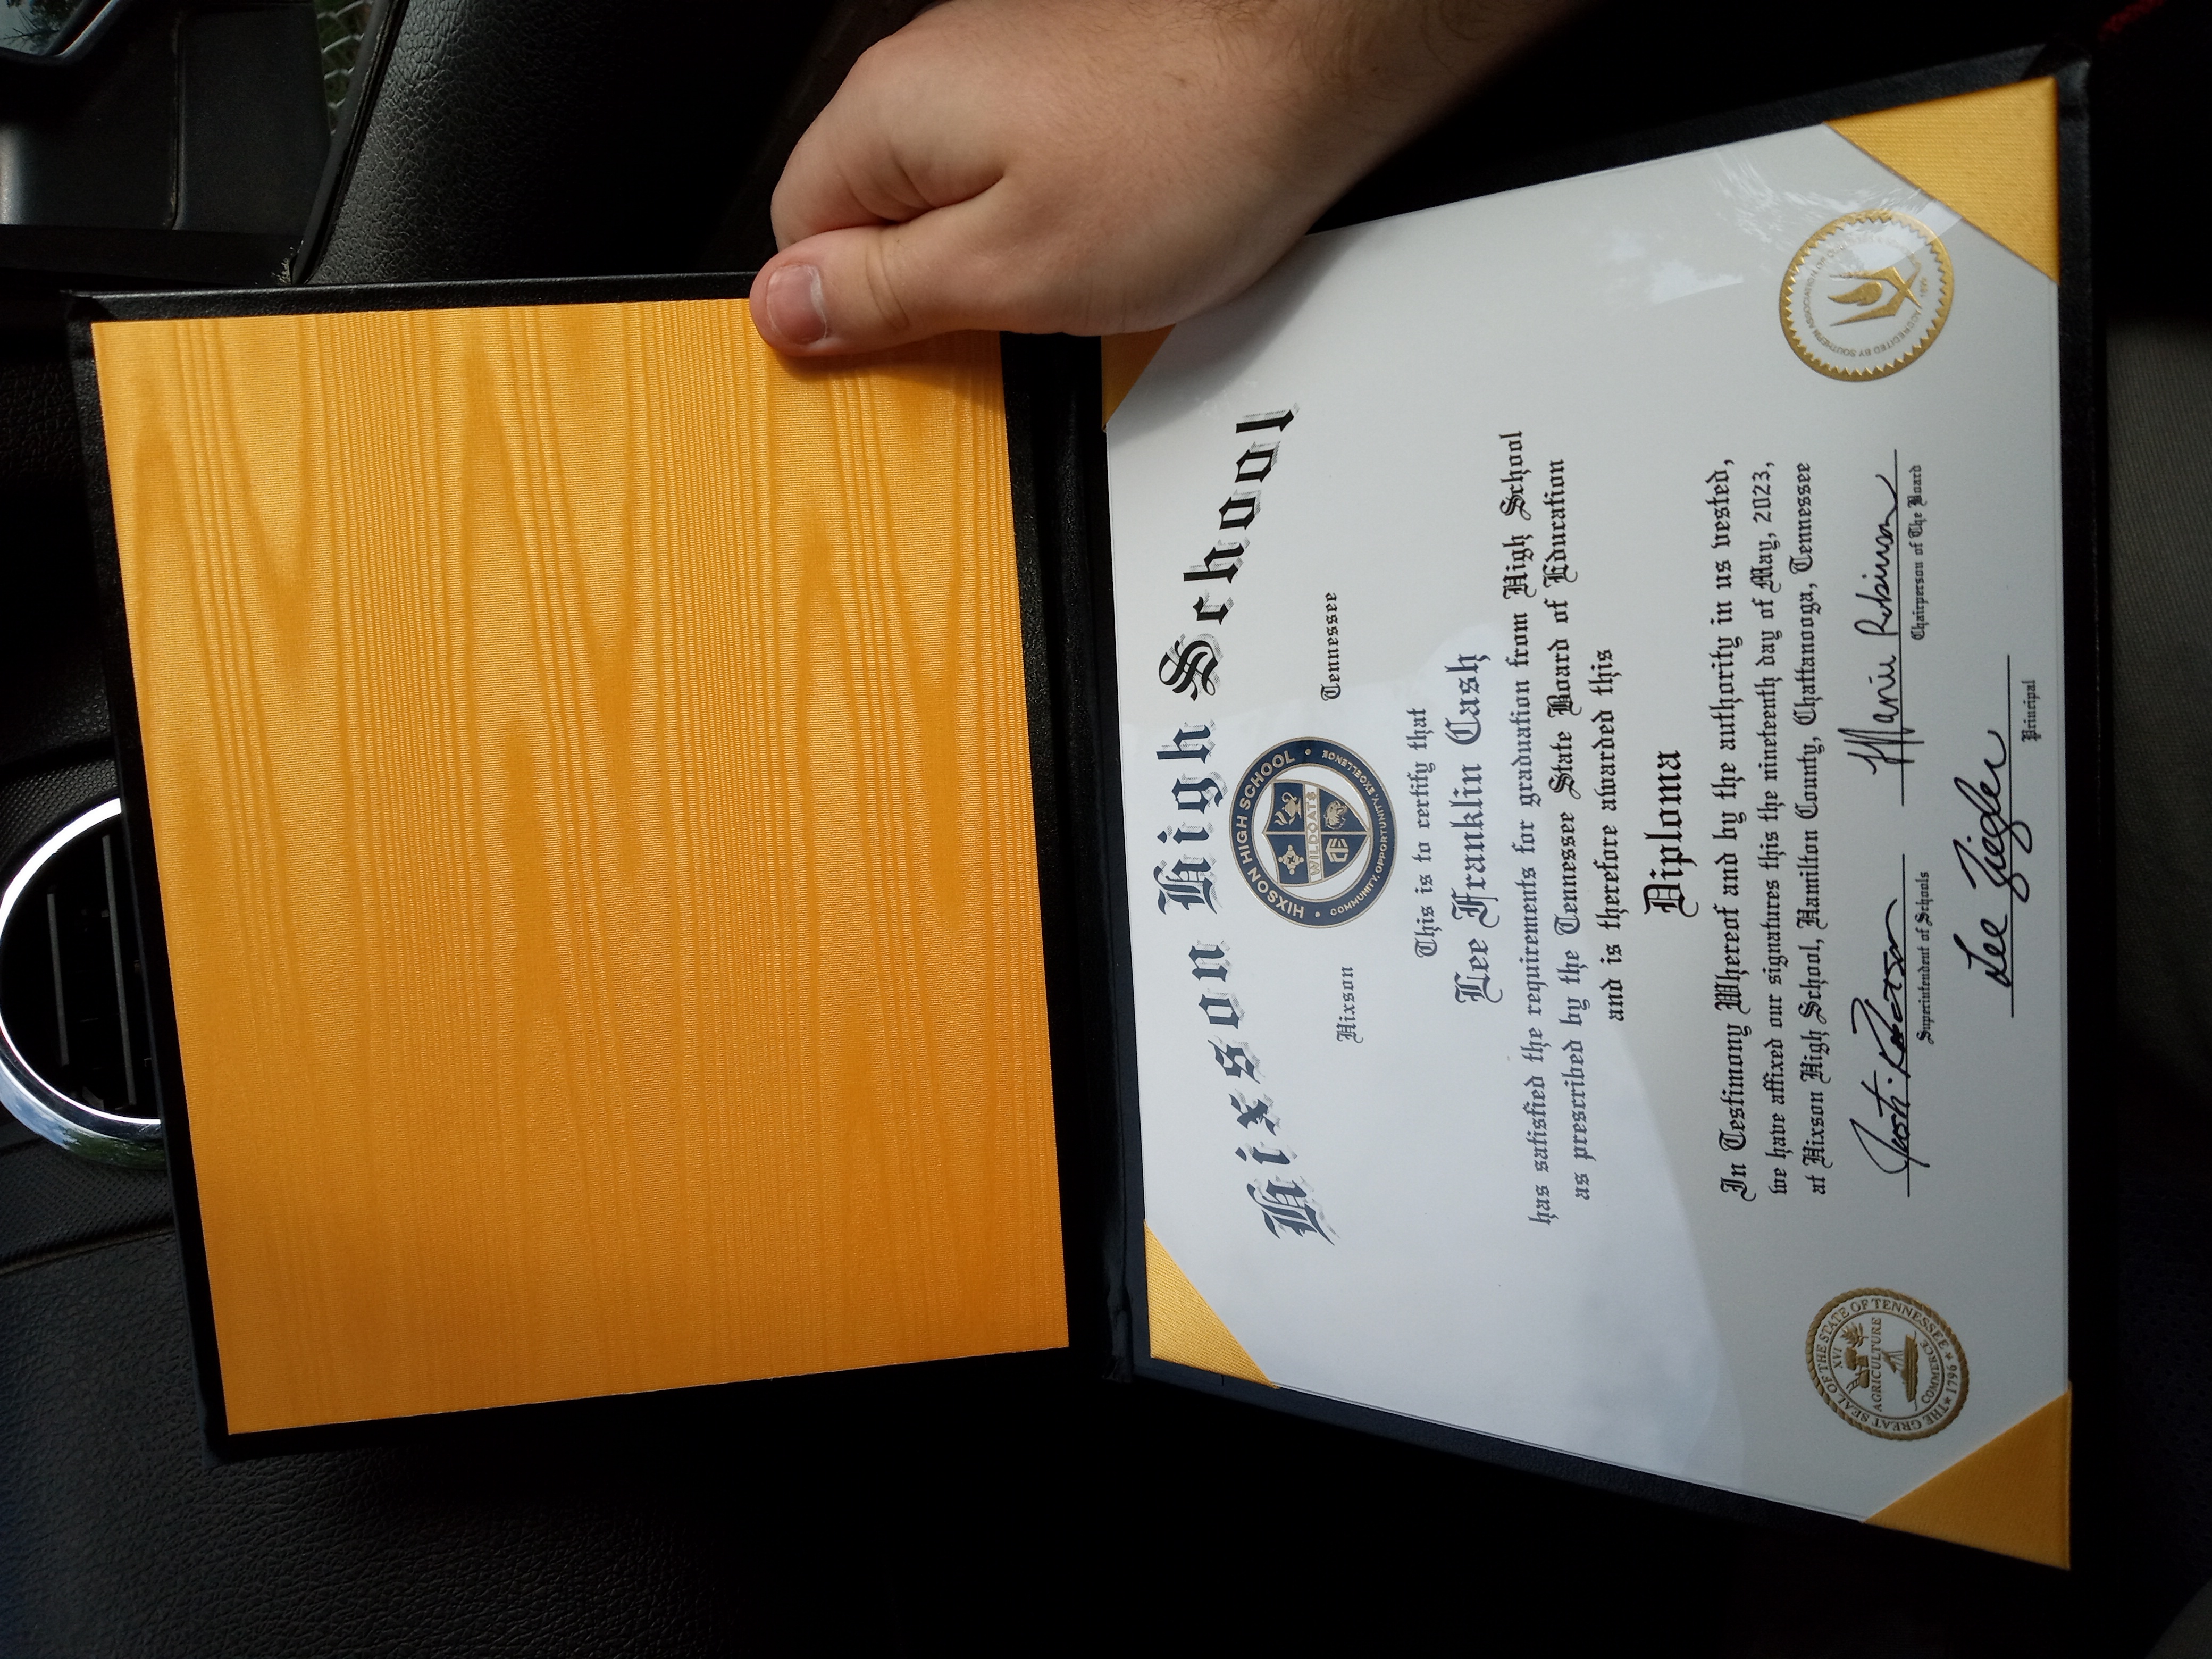 Hixson High School
HIXSON HIGH SCHOOL
WILDCATS
COMMUNITY, OPPORTUNITY, EXCELLENCE
Hixson Tennessee
This is to certify that
Lee Franklin Cash
has satisfied the requirements for graduation from High School
as prescribed by the Tennessee State Board of Education
and is therefore awarded this
Diploma
In Testimony Whereof and by the authority in us vested,
we have affixed our signatures this the nineteenth day of May, 2023,
at Hixson High School, Hamilton County, Chattanooga, Tennessee
THE GREAT SEAL OF THE STATE OF TENNESSEE
XVI
AGRICULTURE
COMMERCE
1796
Justin Robertson
Superintendent of Schools
Marie Robinson
Chairperson of The Board
ACCREDITED BY SOUTHERN ASSOCIATION OF
Lee Ziegler
Principal